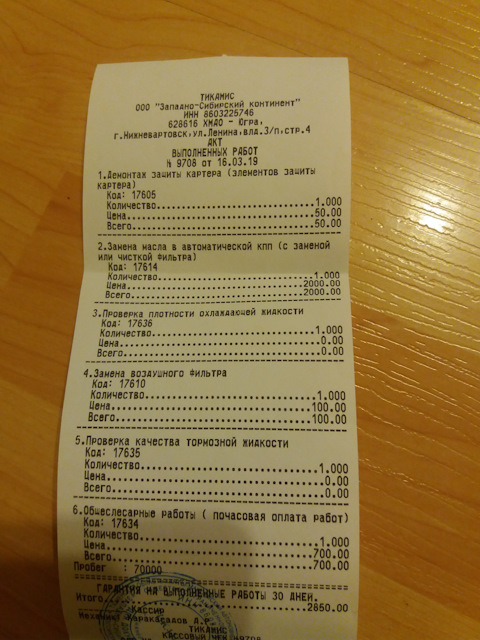 ТИКАМИС
ООО "Западно-Сибирский континент"
ИНН 8603225746
628616 ХМАО - Югра,
г.Нижневартовск,ул.Ленина,вла.3/п,стр.4
АКТ
ВЫПОЛНЕННЫХ РАБОТ
№ 9708 от 16.03.19
1.Демонтаж защиты картера (элементов защиты
картера)
Код: 17605
Количество..............................1.000
Цена....................................50.00
Всего...................................50.00
2.Замена масла в автоматической кпп (с заменой
или чисткой фильтра)
Код: 17614
Количество..............................1.000
Цена....................................2000.00
Всего...................................2000.00
3.Проверка плотности охлаждающей жидкости
Код: 17636
Количество..............................1.000
Цена....................................0.00
Всего...................................0.00
4.Замена воздушного фильтра
Код: 17610
Количество..............................1.000
Цена....................................100.00
Всего...................................100.00
5.Проверка качества тормозной жидкости
Код: 17635
Количество..............................1.000
Цена....................................0.00
Всего...................................0.00
6.Общеслесарные работы ( почасовая оплата работ)
Код: 17634
Количество..............................1.000
Цена....................................700.00
Всего...................................700.00
Пробег : 70000
ГАРАНТИЯ НА ВЫПОЛНЕННЫЕ РАБОТЫ 30 ДНЕЙ.
Итого...................................2850.00
Кассир
Механик: Каракасалов А.Р.
ТИКАМИС
КАССОВЫЙ ЧЕК №9708